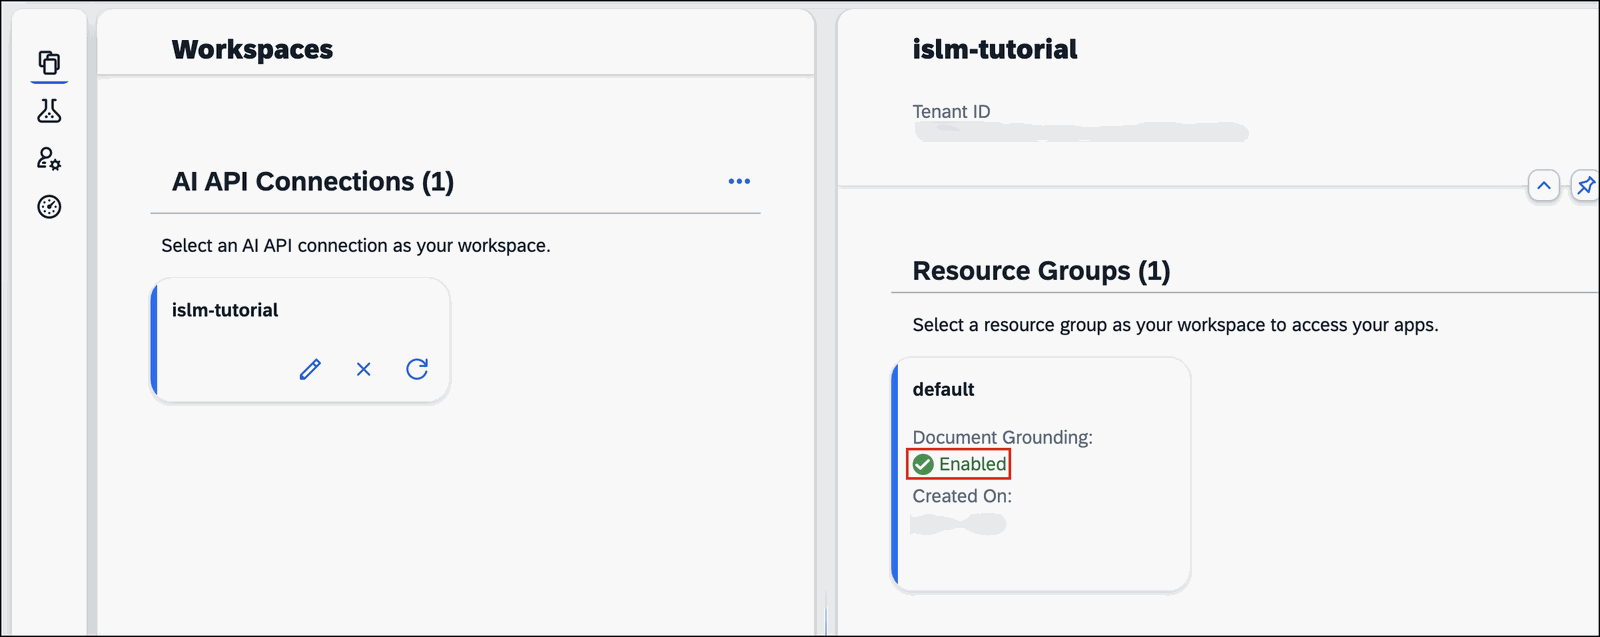 Workspaces
AI API Connections (1)
Select an AI API connection as your workspace.
islm-tutorial
islm-tutorial
Tenant ID
Resource Groups (1)
Select a resource group as your workspace to access your apps.
default
Document Grounding:
Enabled
Created On: